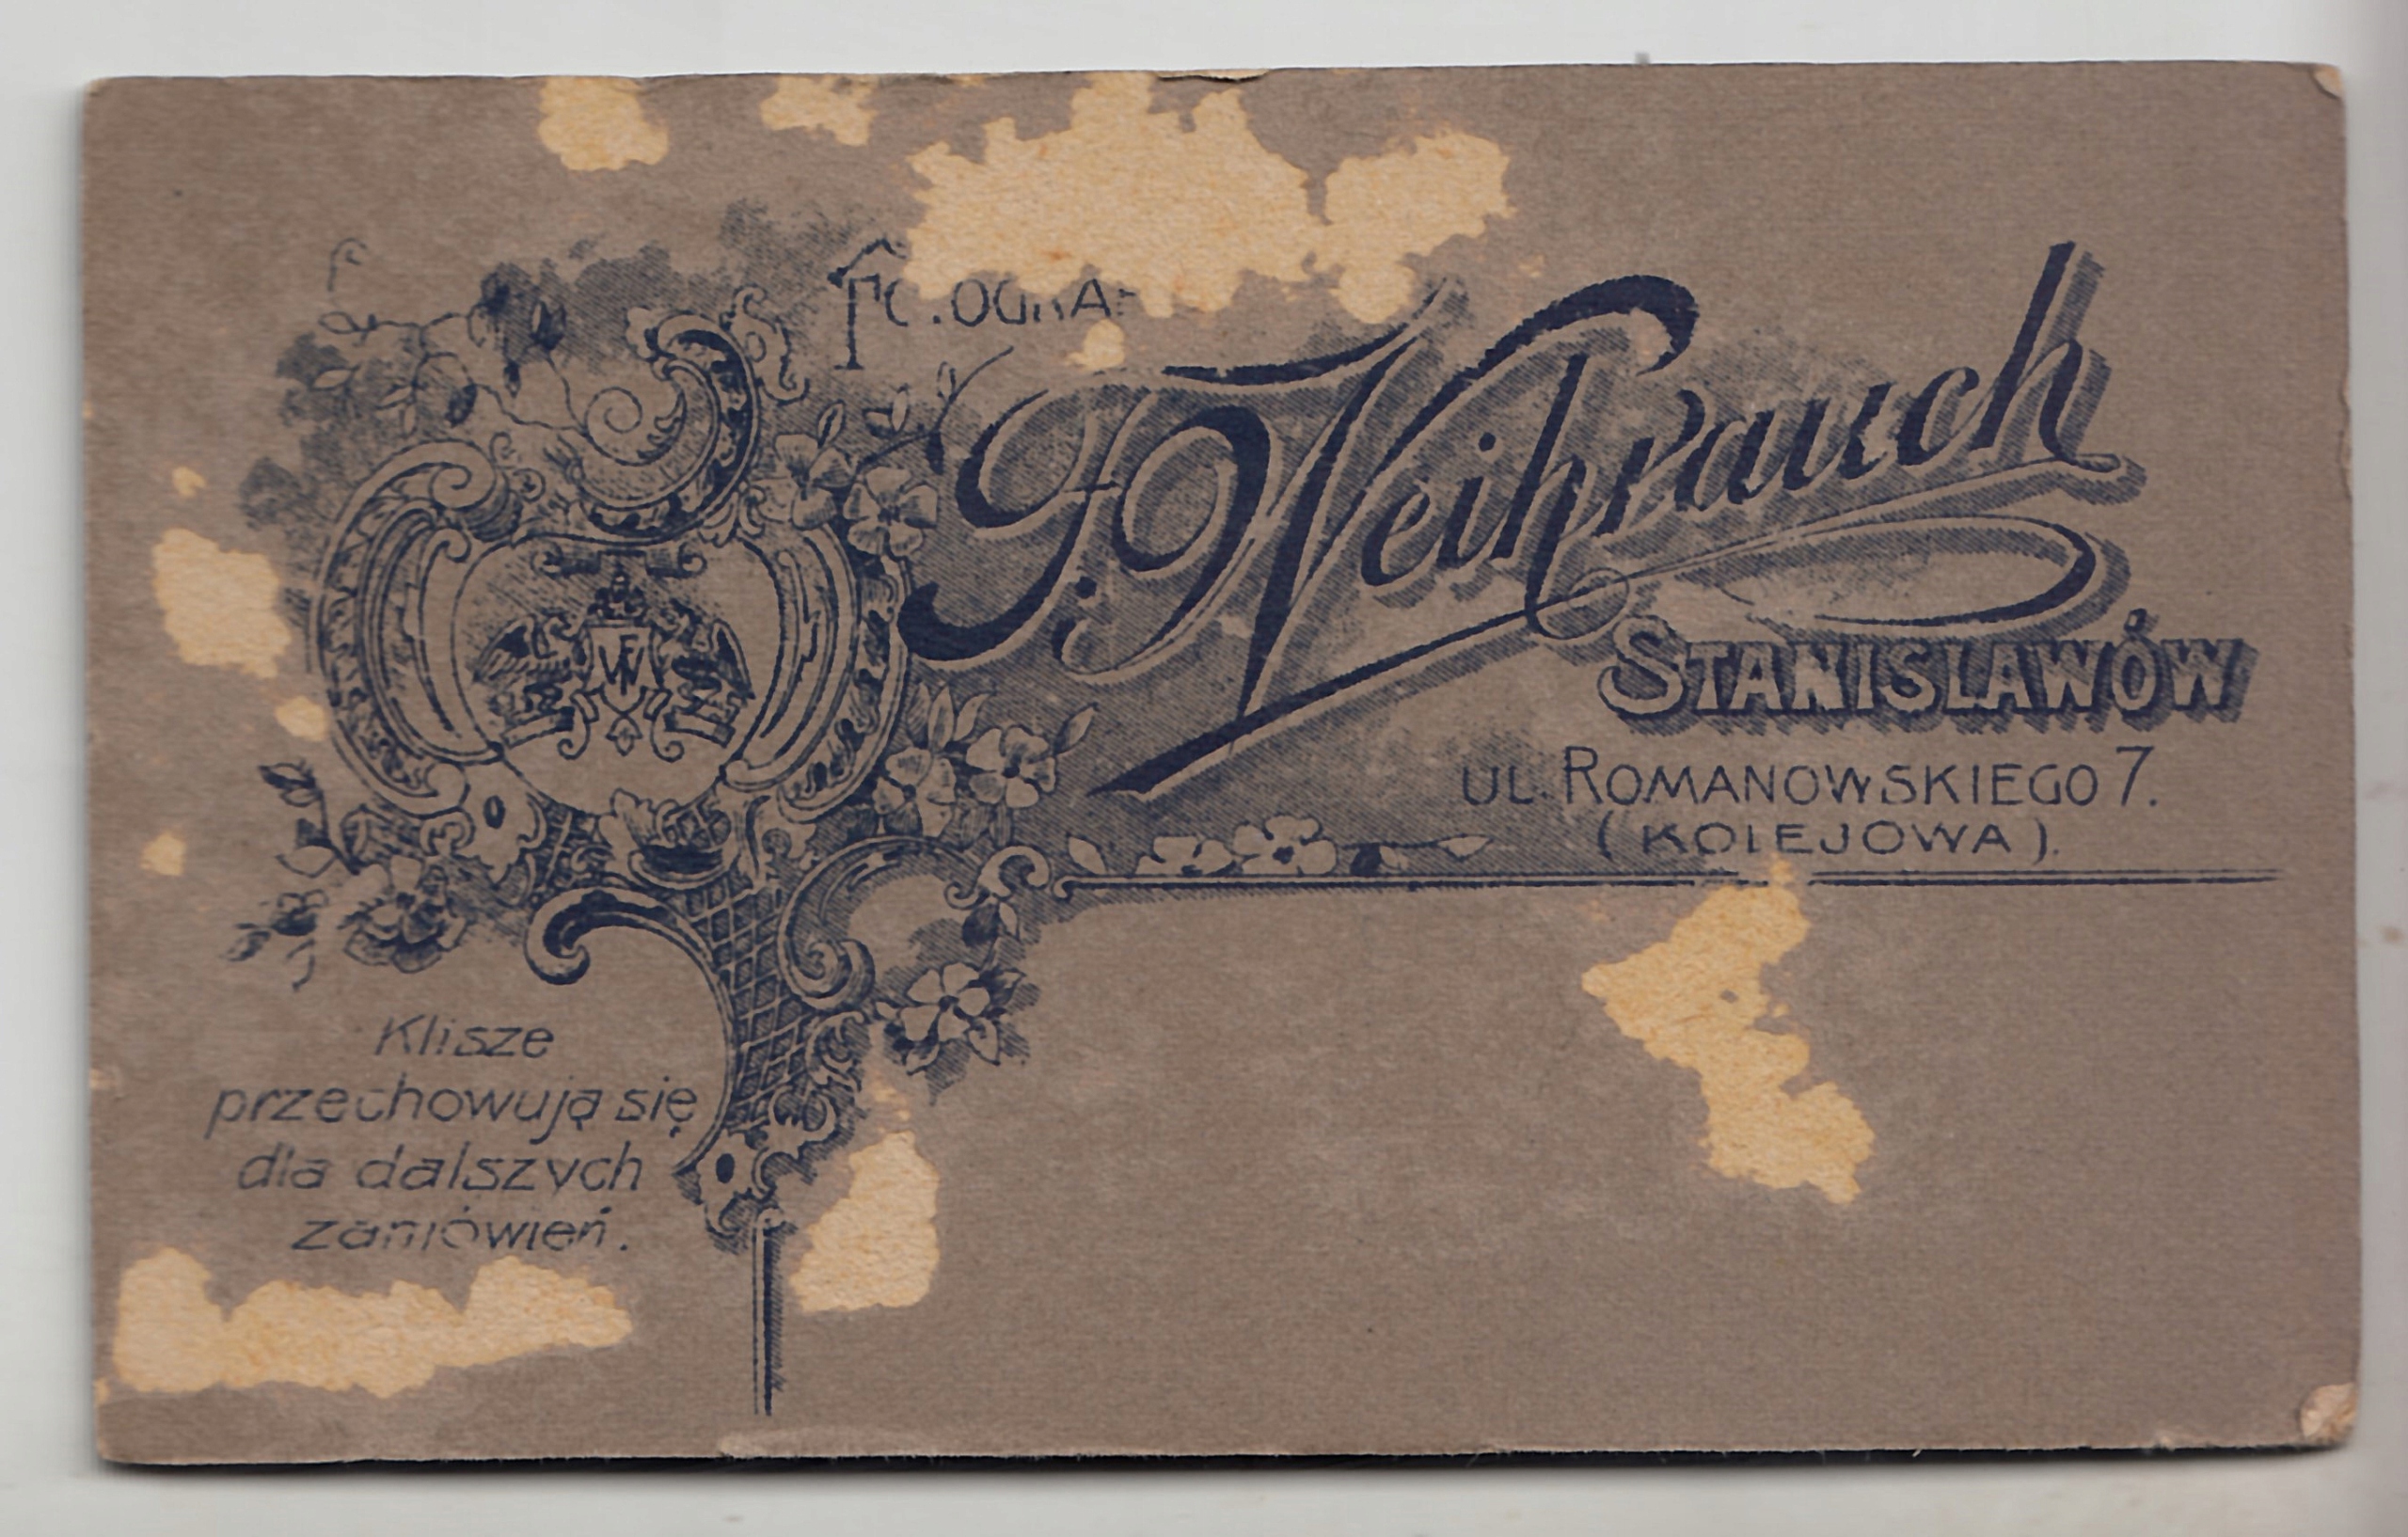 F. Weihrauch
STANISLAWÓW
UL. ROMANOWSKIEGO 7.
(KOLEJOWA).
Klisze
przechowują się
dla dalszych
zamówień.